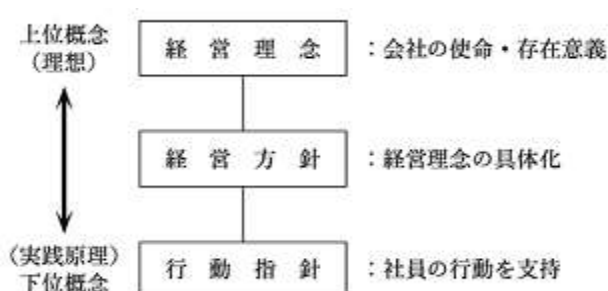 上位概念
（理想）
経営理念
：会社の使命・存在意義
経営方針
：経営理念の具体化
（実践原理）
下位概念
行動指針
：社員の行動を支持